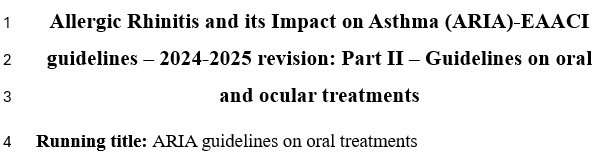 1 Allergic Rhinitis and its Impact on Asthma (ARIA)-EAACI
2 guidelines – 2024-2025 revision: Part II – Guidelines on oral
3 and ocular treatments
4 Running title: ARIA guidelines on oral treatments